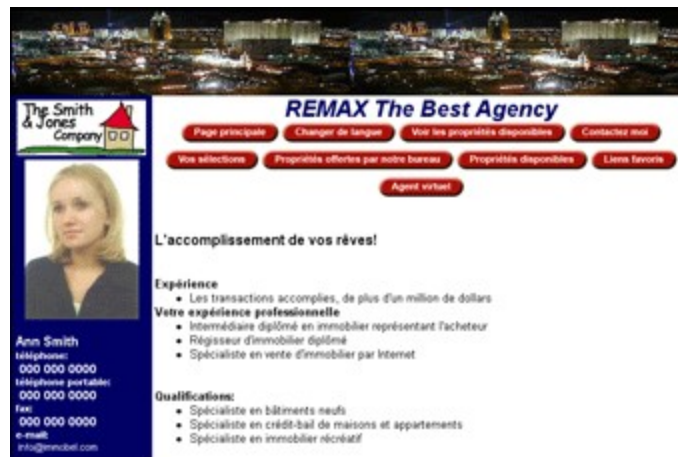 The Smith
& Jones
Company
REMAX The Best Agency
Page principale Changer de langue Voir les propriétés disponibles Contactez moi
Vos sélections Propriétés offertes par notre bureau Propriétés disponibles Liens favoris
Agent virtuel
L'accomplissement de vos rêves!
Expérience
Les transactions accomplies, de plus d'un million de dollars
Votre expérience professionnelle
Intermédiaire diplômé en immobilier représentant l'acheteur
Régisseur d'immobilier diplômé
Spécialiste en vente d'immobilier par Internet
Qualifications:
Spécialiste en bâtiments neufs
Spécialiste en crédit-bail de maisons et appartements
Spécialiste en immobilier récréatif
Ann Smith
téléphone:
000 000 0000
téléphone portable:
000 000 0000
fax:
000 000 0000
e-mail:
info@immobel.com